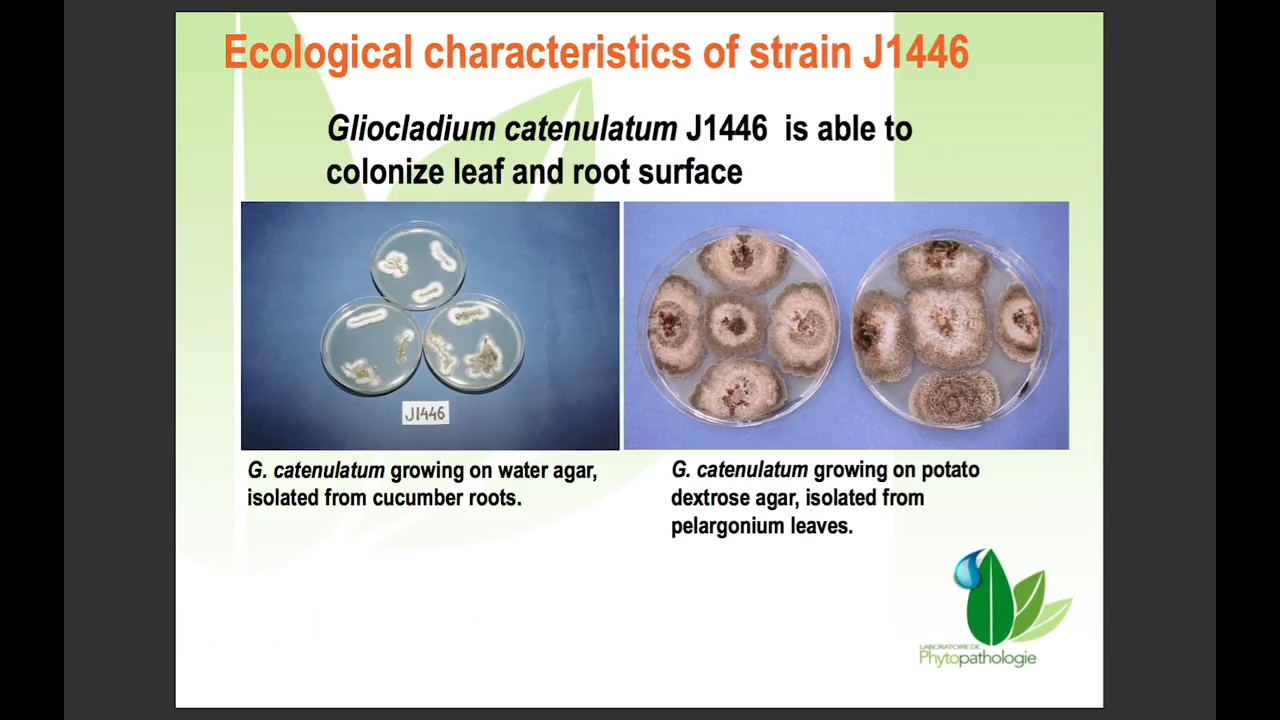 Ecological characteristics of strain J1446
Gliocladium catenulatum J1446 is able to
colonize leaf and root surface
J1446
G. catenulatum growing on water agar,
isolated from cucumber roots.
G. catenulatum growing on potato
dextrose agar, isolated from
pelargonium leaves.
LABORATOIRE DE
Phytopathologie